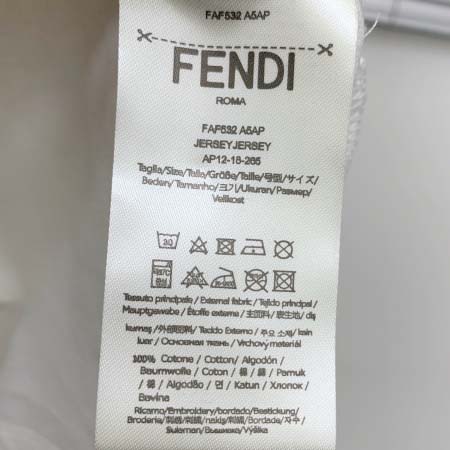 FAF532 A5AP
FENDI
ROMA
FAF532 A5AP
JERSEYJERSEY
AP12-18-265
Taglia/Size/Talla/Größe/Taille/号型/サイズ/
Beden/Tamanho/크기/Ukuran/Размер/
Velikost
30
Tessuto principale / External fabric / Tejido principal /
Hauptgewebe / Étoffe externe / 主面料 / 表生地 / dış
kumaş /外部面料/ Tecido Externo / 주요 소재/ kain
luar / Основная ткань / Vrchový materiál
100% Cotone / Cotton/ Algodón /
Baumwolle / Coton / 棉 / 綿 / Pamuk
/ 棉 / Algodão / 면 / Katun / Хлопок /
Bavlna
Ricamo/Embroidery/bordado/Bestickung/
Broderie/刺绣/刺繍/nakış/刺繡/Bordado/자수/
Sulaman/Вышивка/Výšivka